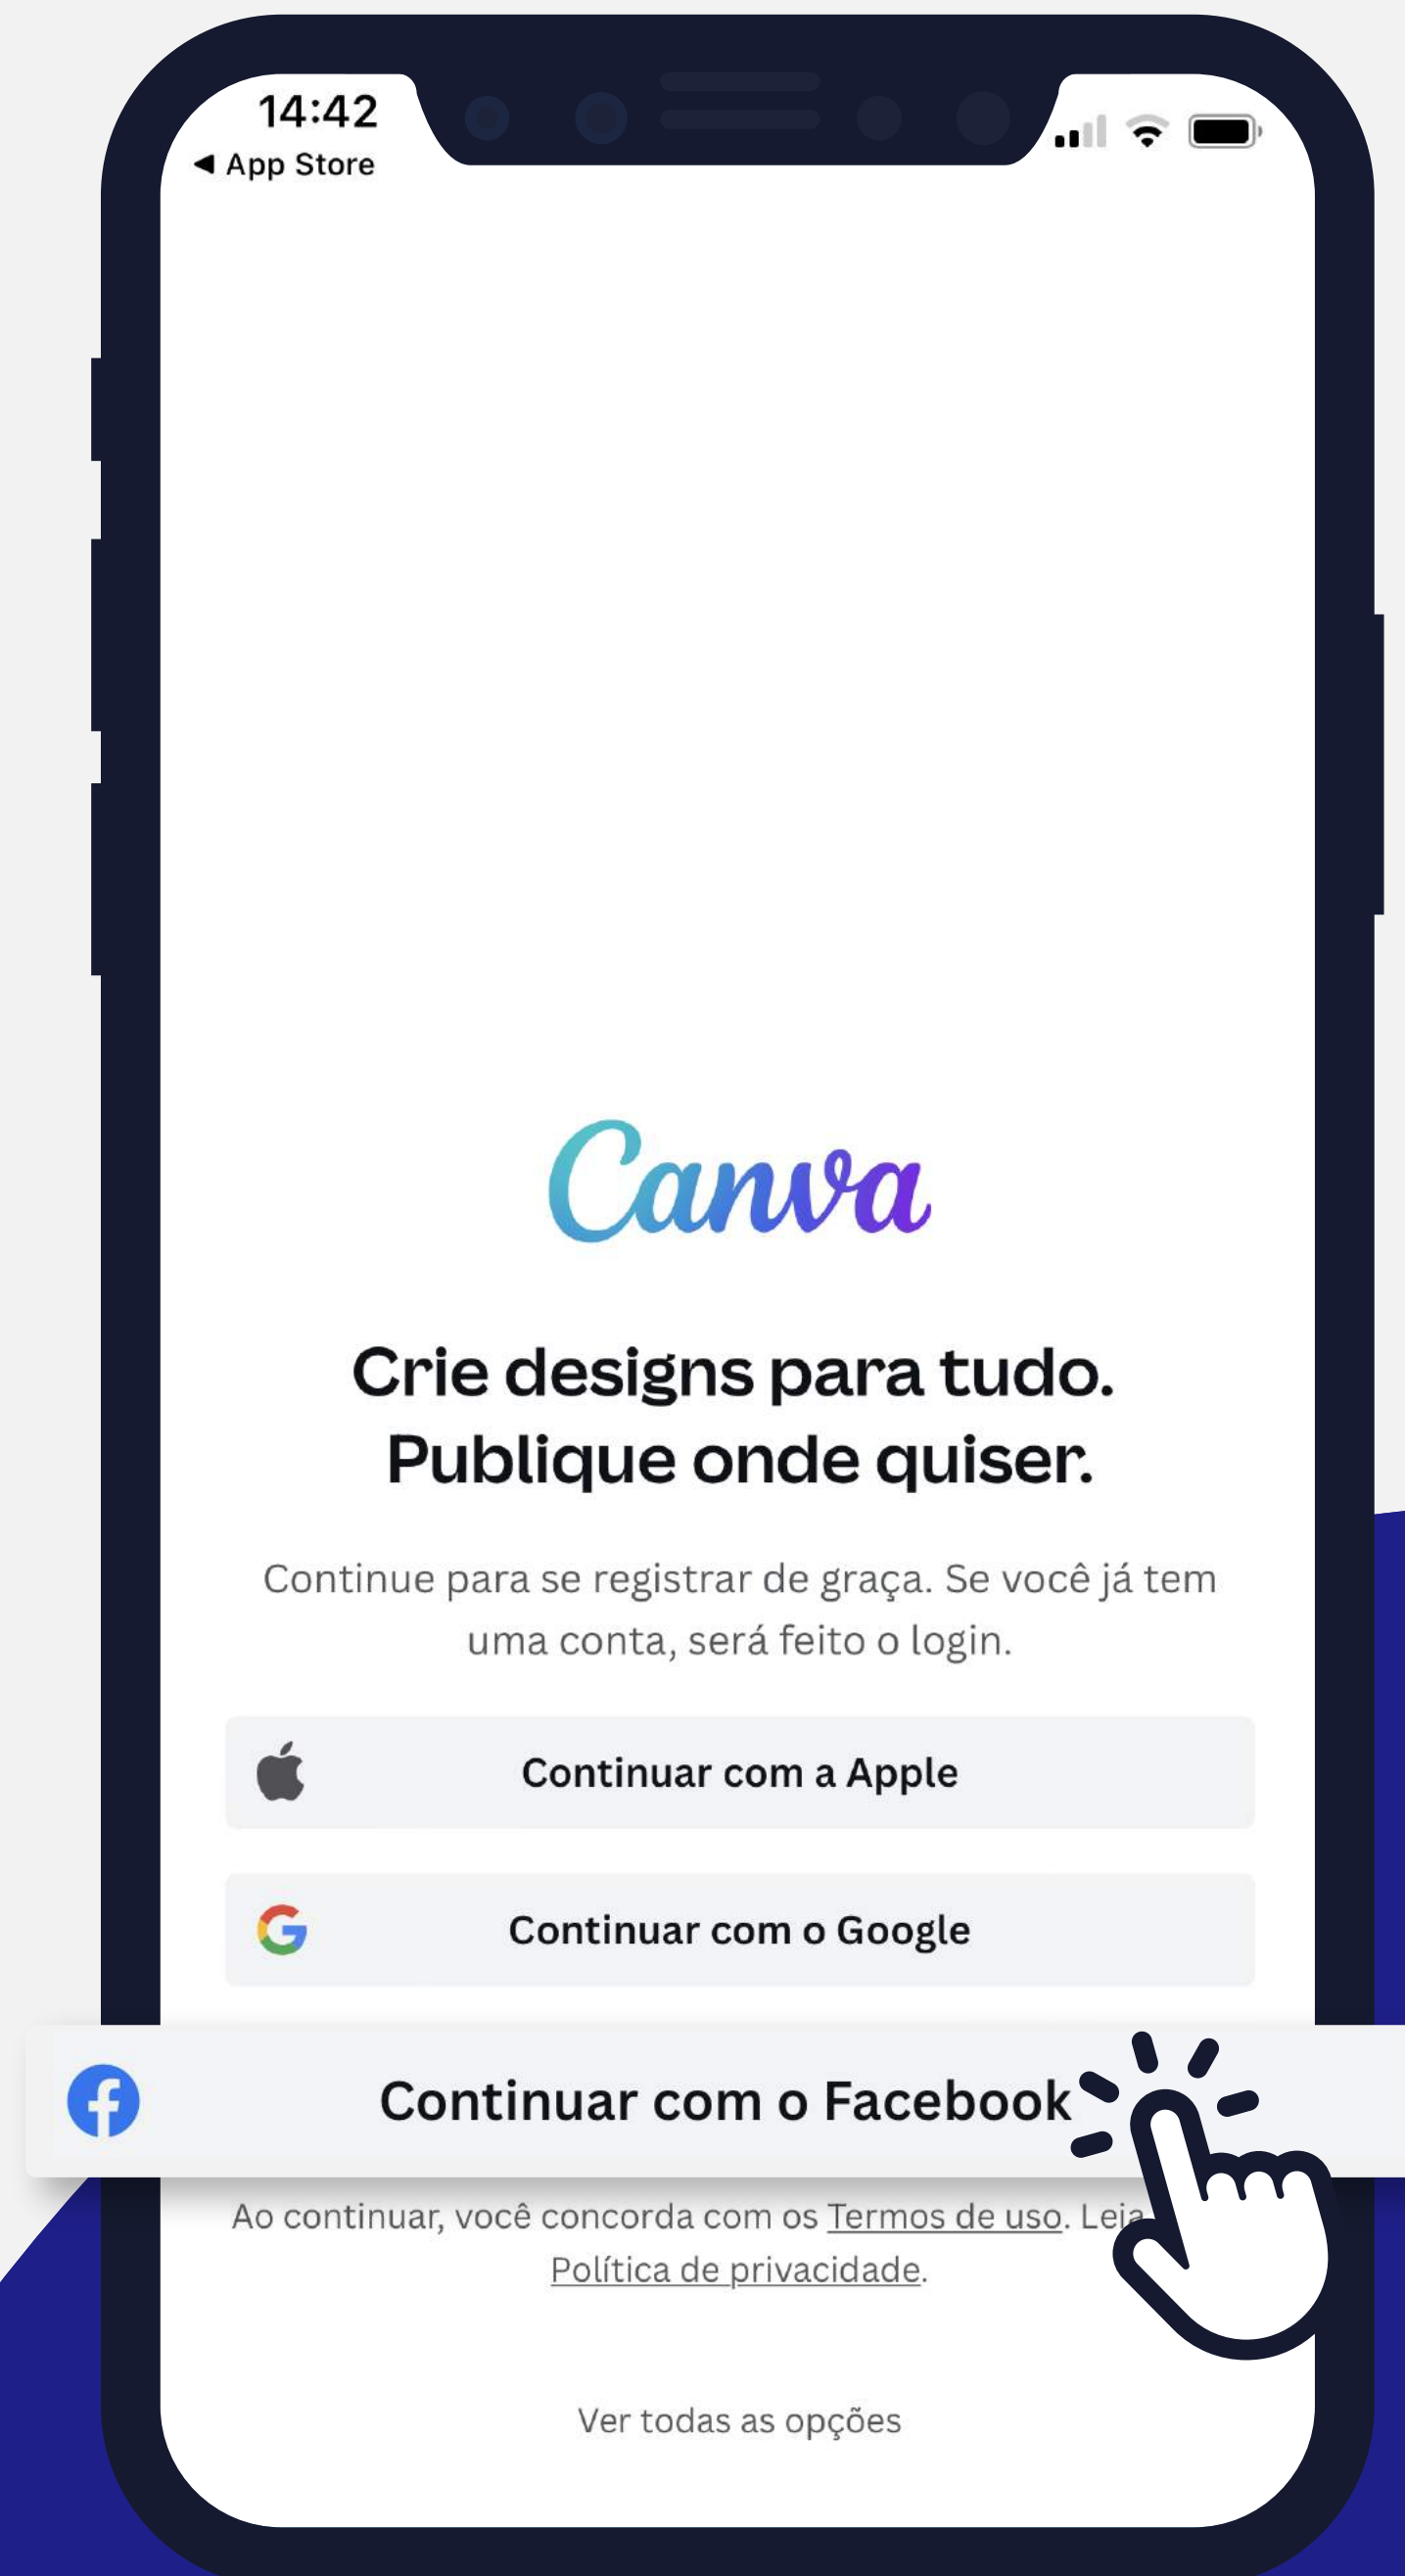 14:42
◀ App Store
Canva
Crie designs para tudo.
Publique onde quiser.
Continue para se registrar de graça. Se você já tem
uma conta, será feito o login.
Continuar com a Apple
Continuar com o Google
Continuar com o Facebook
Ao continuar, você concorda com os Termos de uso. Leia
Política de privacidade.
Ver todas as opções